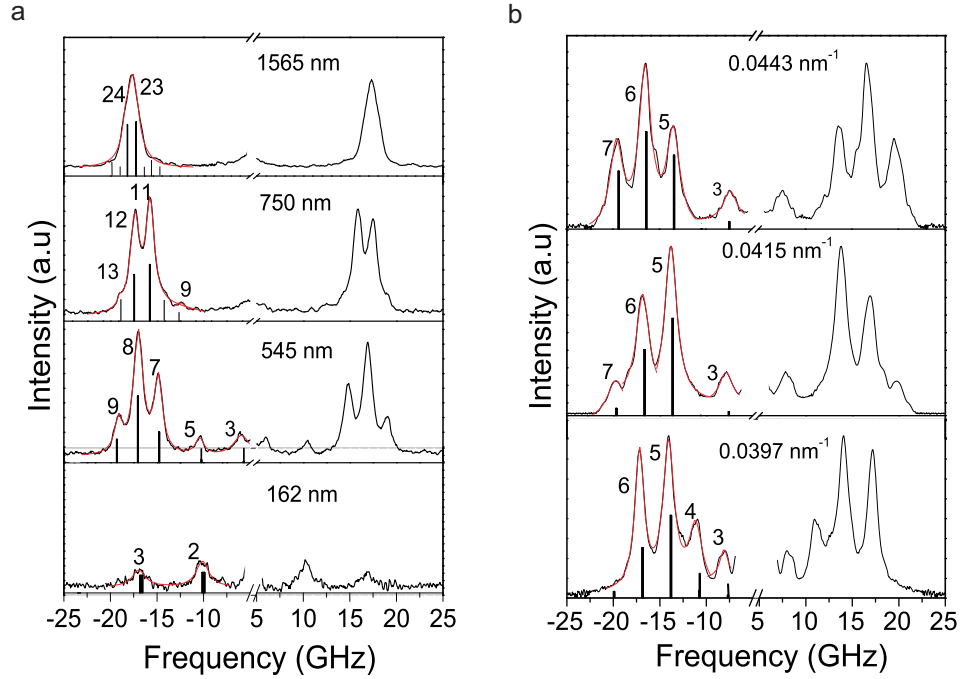 a
1565 nm
24 23
750 nm
11
12
13
9
545 nm
8
7
9
5
3
162 nm
3
2
-25 -20 -15 -10 5 10 15 20 25
Frequency (GHz)
Intensity (a.u)
b
0.0443 nm-1
6
5
7
3
0.0415 nm-1
5
6
7
3
0.0397 nm-1
5
6
4
3
-25 -20 -15 -10 5 10 15 20 25
Frequency (GHz)
Intensity (a.u)